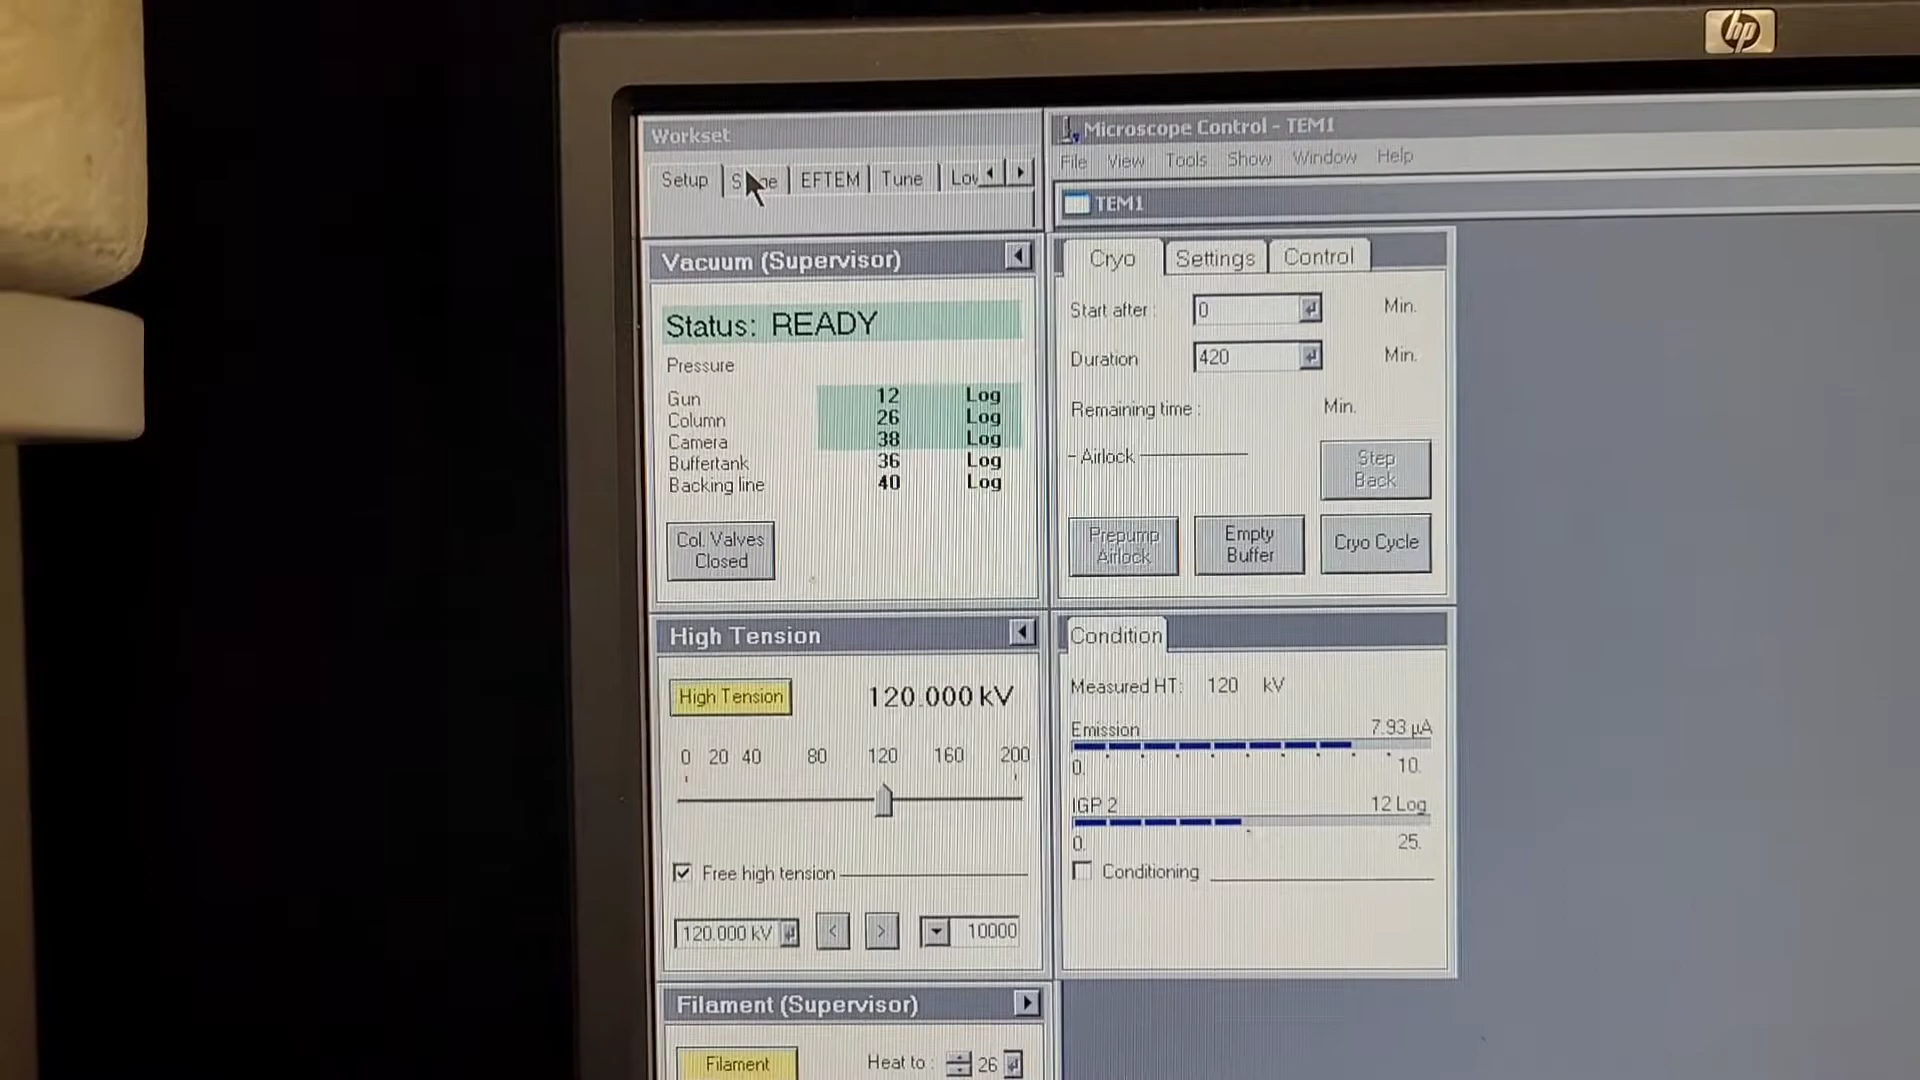 hp
Workset
Setup EFTEM Tune
Vacuum (Supervisor)
Status: READY
Pressure
Gun 12 Log
Column 26 Log
Camera 38 Log
Buffertank 36 Log
Backing line 40 Log
Col. Valves
Closed
High Tension
High Tension 120.000 kV
0 20 40 80 120 160 200
Free high tension
120.000 kV < > 10000
Filament (Supervisor)
Filament Heat to : 26
Microscope Control - TEM1
File View Tools Show Window Help
TEM1
Cryo Settings Control
Start after : 0 Min.
Duration 420 Min.
Remaining time : Min.
Airlock
Step
Back
Prepump
Airlock
Empty
Buffer
Cryo Cycle
Condition
Measured HT: 120 kV
Emission 7.93 µA
0. 10.
IGP 2 12 Log
0. 25.
Conditioning